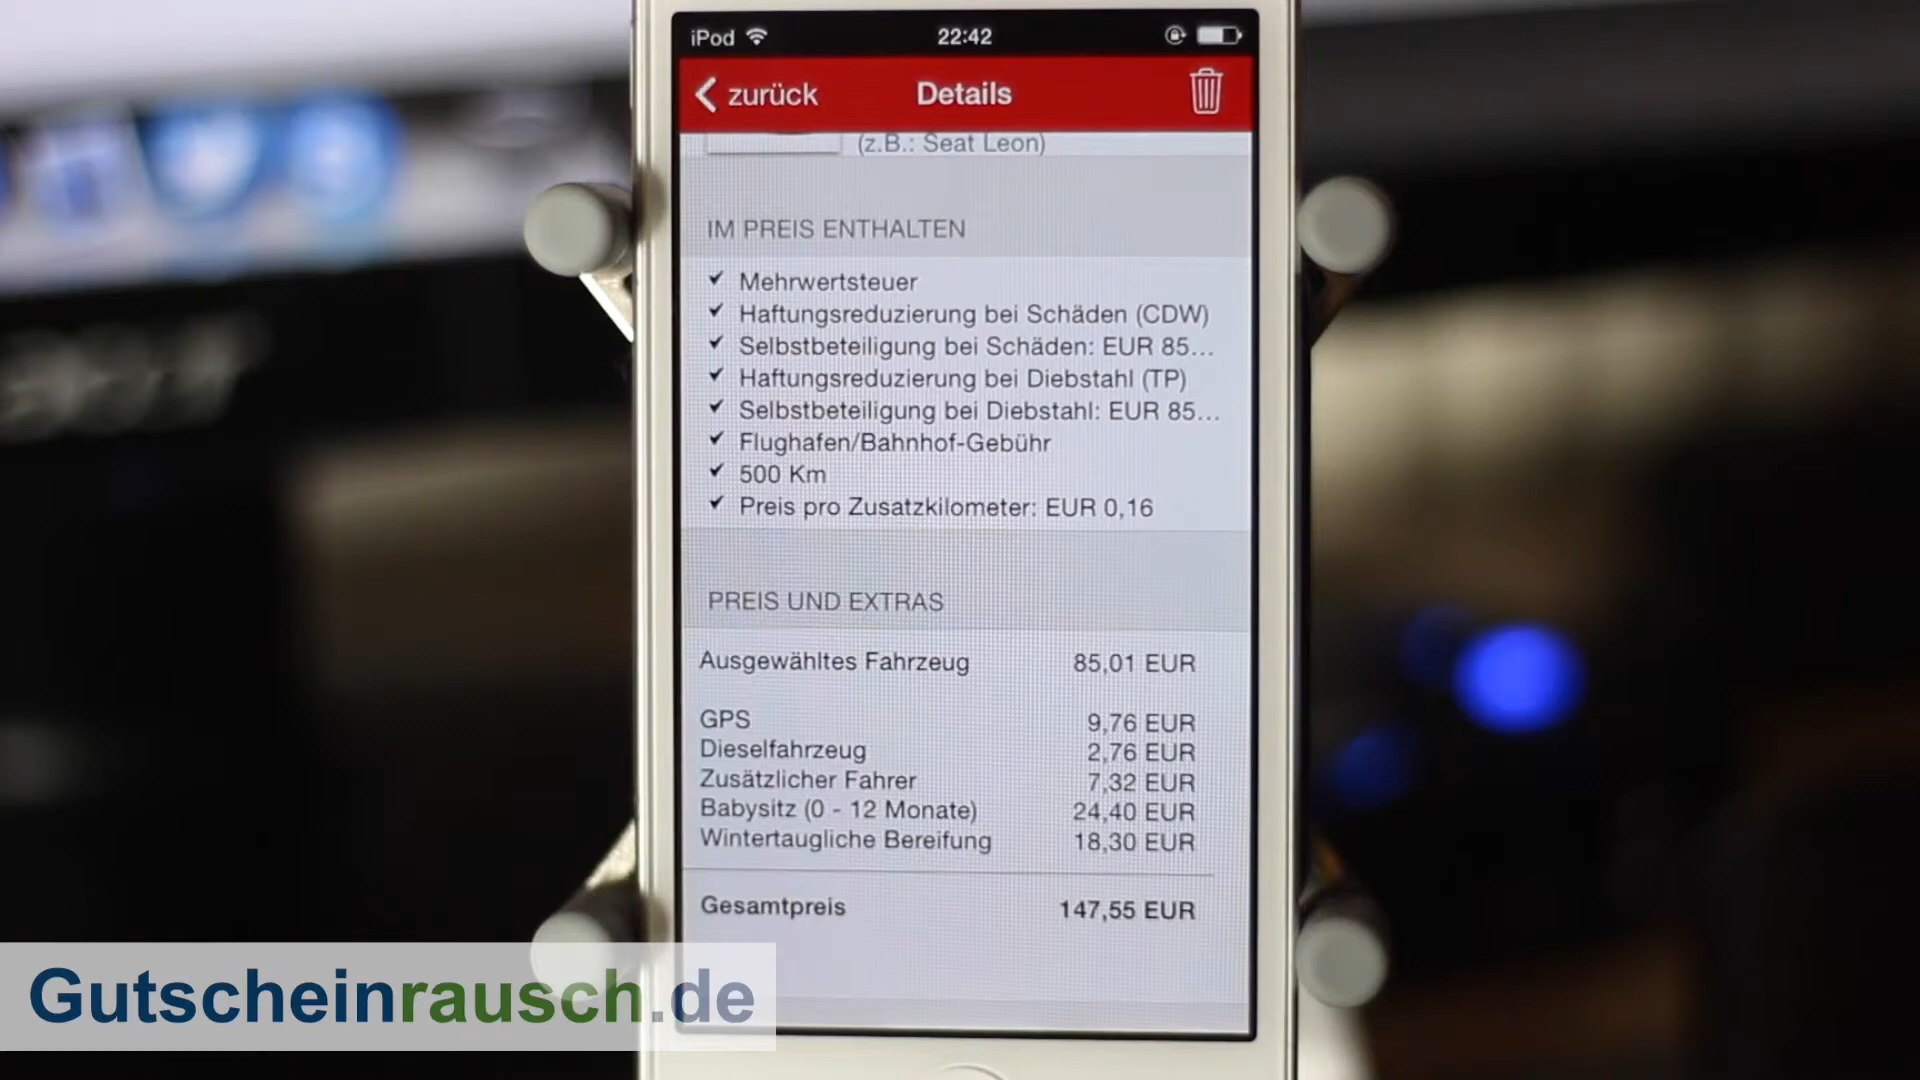 iPod 22:42
zurück Details
(z.B.: Seat Leon)
IM PREIS ENTHALTEN
✓ Mehrwertsteuer
✓ Haftungsreduzierung bei Schäden (CDW)
✓ Selbstbeteiligung bei Schäden: EUR 85...
✓ Haftungsreduzierung bei Diebstahl (TP)
✓ Selbstbeteiligung bei Diebstahl: EUR 85...
✓ Flughafen/Bahnhof-Gebühr
✓ 500 Km
✓ Preis pro Zusatzkilometer: EUR 0,16
PREIS UND EXTRAS
Ausgewähltes Fahrzeug 85,01 EUR
GPS 9,76 EUR
Dieselfahrzeug 2,76 EUR
Zusätzlicher Fahrer 7,32 EUR
Babysitz (0 - 12 Monate) 24,40 EUR
Wintertaugliche Bereifung 18,30 EUR
Gesamtpreis 147,55 EUR
Gutscheinrausch.de